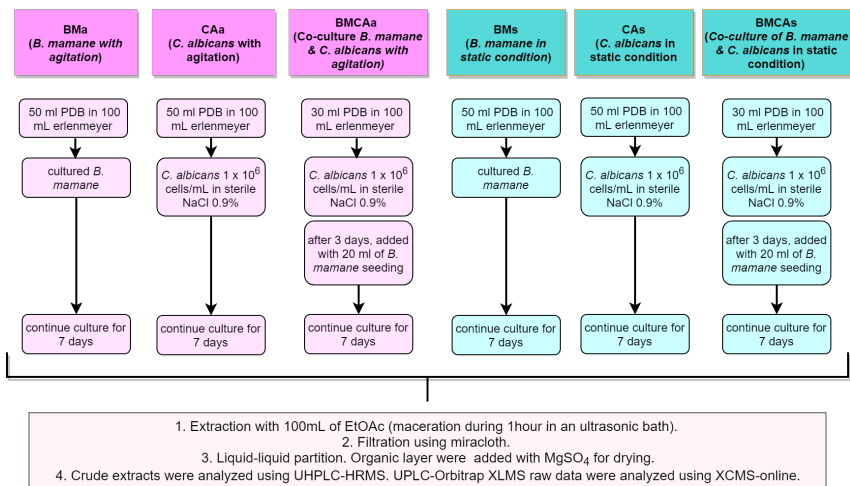 BMa
(B. mamane with
agitation)
CAa
(C. albicans with
agitation)
BMCAa
(Co-culture B. mamane
& C. albicans with
agitation)
BMs
(B. mamane in
static condition)
CAs
(C. albicans in
static condition
BMCAs
(Co-culture of B. mamane
& C. albicans in static
condition)
50 ml PDB in 100
mL erlenmeyer
50 ml PDB in 100
mL erlenmeyer
30 ml PDB in 100
mL erlenmeyer
50 ml PDB in 100
mL erlenmeyer
50 ml PDB in 100
mL erlenmeyer
30 ml PDB in 100
mL erlenmeyer
cultured B.
mamane
C. albicans 1 x 10⁶
cells/mL in sterile
NaCl 0.9%
C. albicans 1 x 10⁶
cells/mL in sterile
NaCl 0.9%
cultured B.
mamane
C. albicans 1 x 10⁶
cells/mL in sterile
NaCl 0.9%
C. albicans 1 x 10⁶
cells/mL in sterile
NaCl 0.9%
after 3 days, added
with 20 ml of B.
mamane seeding
after 3 days, added
with 20 ml of B.
mamane seeding
continue culture for
7 days
continue culture for
7 days
continue culture for
7 days
continue culture for
7 days
continue culture for
7 days
continue culture for
7 days
1. Extraction with 100mL of EtOAc (maceration during 1hour in an ultrasonic bath).
2. Filtration using miracloth.
3. Liquid-liquid partition. Organic layer were added with MgSO₄ for drying.
4. Crude extracts were analyzed using UHPLC-HRMS. UPLC-Orbitrap XLMS raw data were analyzed using XCMS-online.